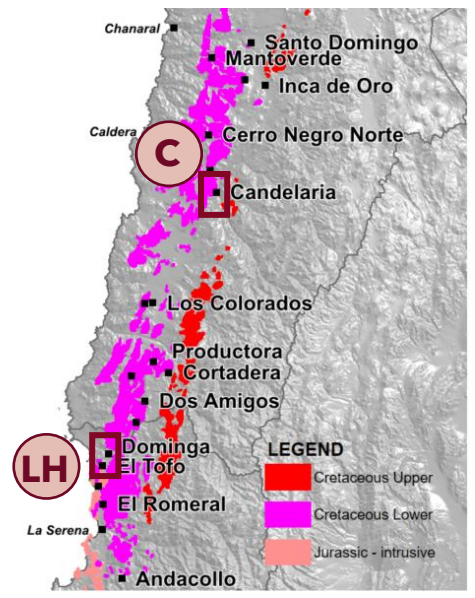 Chanaral
Santo Domingo
Mantoverde
Inca de Oro
Caldera
Cerro Negro Norte
C
Candelaria
Los Colorados
Productora
Cortadera
Dos Amigos
Dominga
LH
El Tofo
El Romeral
La Serena
Andacollo
LEGEND
Cretaceous Upper
Cretaceous Lower
Jurassic - intrusive